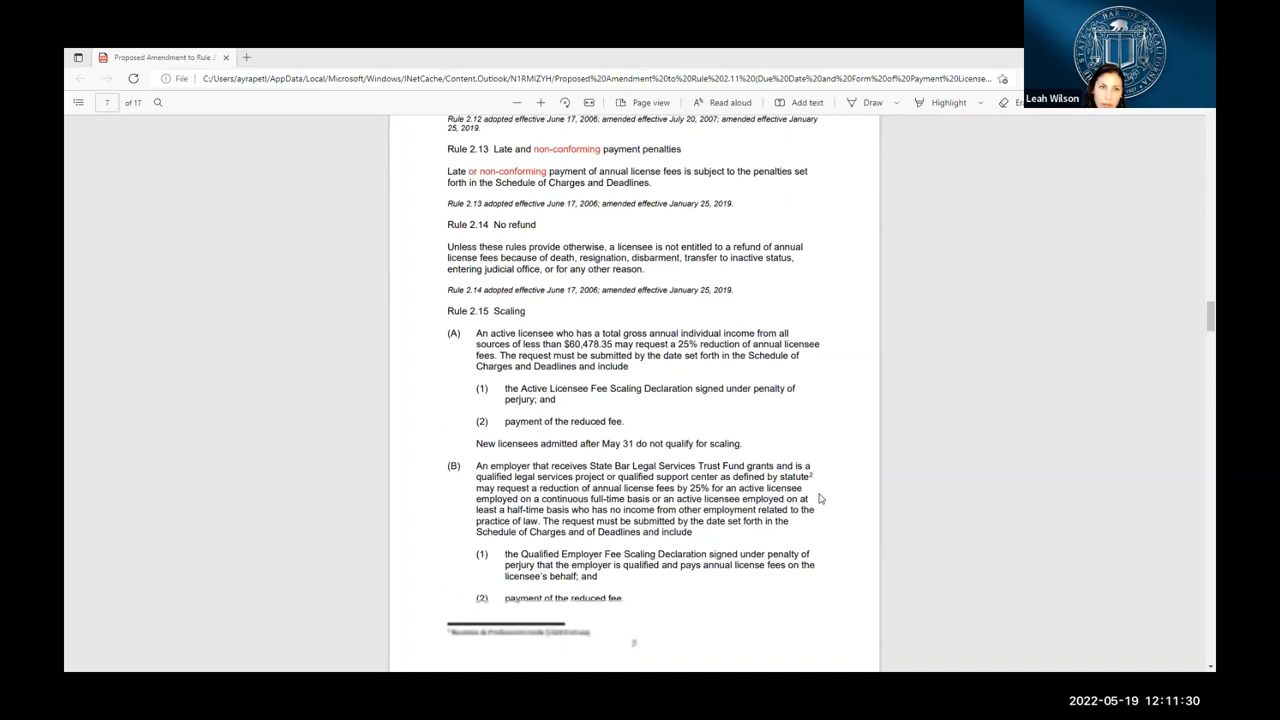 Proposed Amendment to Rule 2
File
C:/Users/ayrapeti/AppData/Local/Microsoft/Windows/INetCache/Content.Outlook/N1RMIZYH/Proposed%20Amendment%20to%20Rule%202.11%20(Due%20Date%20and%20Form%20of%20Payment%20License...
7 of 17
Page view
Read aloud
Add text
Draw
Highlight
Leah Wilson
Rule 2.12 adopted effective June 17, 2006; amended effective July 20, 2007; amended effective January
25, 2019.
Rule 2.13 Late and non-conforming payment penalties
Late or non-conforming payment of annual license fees is subject to the penalties set
forth in the Schedule of Charges and Deadlines.
Rule 2.13 adopted effective June 17, 2006; amended effective January 25, 2019.
Rule 2.14 No refund
Unless these rules provide otherwise, a licensee is not entitled to a refund of annual
license fees because of death, resignation, disbarment, transfer to inactive status,
entering judicial office, or for any other reason.
Rule 2.14 adopted effective June 17, 2006; amended effective January 25, 2019.
Rule 2.15 Scaling
(A) An active licensee who has a total gross annual individual income from all
sources of less than $60,478.35 may request a 25% reduction of annual licensee
fees. The request must be submitted by the date set forth in the Schedule of
Charges and Deadlines and include
(1) the Active Licensee Fee Scaling Declaration signed under penalty of
perjury; and
(2) payment of the reduced fee.
New licensees admitted after May 31 do not qualify for scaling.
(B) An employer that receives State Bar Legal Services Trust Fund grants and is a
qualified legal services project or qualified support center as defined by statute2
may request a reduction of annual license fees by 25% for an active licensee
employed on a continuous full-time basis or an active licensee employed on at
least a half-time basis who has no income from other employment related to the
practice of law. The request must be submitted by the date set forth in the
Schedule of Charges and of Deadlines and include
(1) the Qualified Employer Fee Scaling Declaration signed under penalty of
perjury that the employer is qualified and pays annual license fees on the
licensee's behalf; and
(2) payment of the reduced fee.
2022-05-19 12:11:30